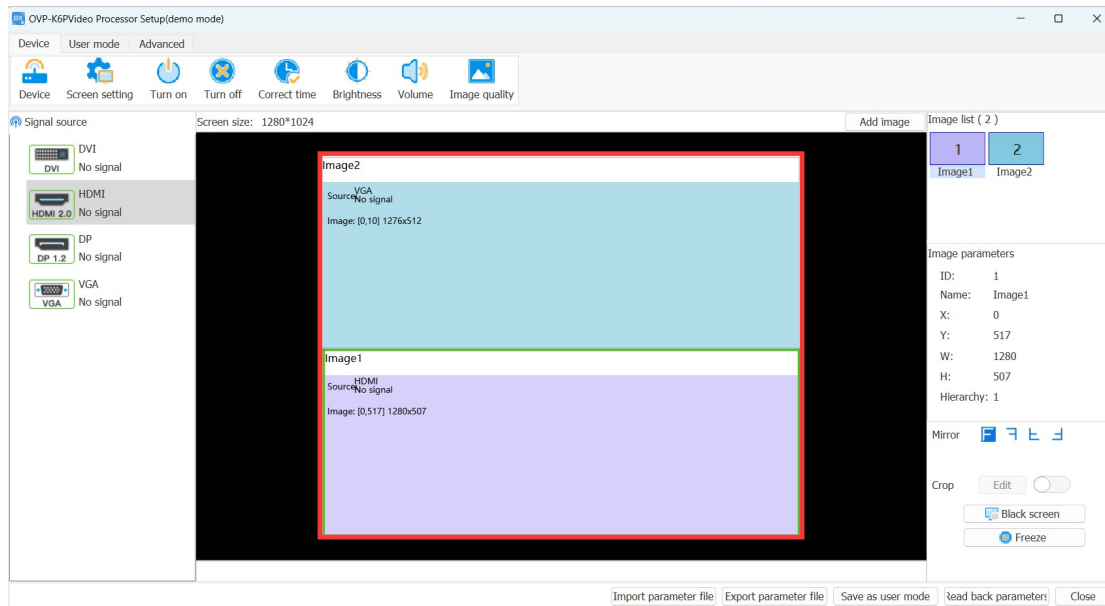 OVP-K6PVideo Processor Setup(demo mode)
Device User mode Advanced
Device Screen setting Turn on Turn off Correct time Brightness Volume Image quality
Signal source
DVI
DVI
No signal
HDMI
HDMI 2.0
No signal
DP
DP 1.2
No signal
VGA
VGA
No signal
Screen size: 1280*1024
Add image
Image2
Source: VGA
No signal
Image: [0,10] 1276x512
Image1
Source: HDMI
No signal
Image: [0,517] 1280x507
Image list ( 2 )
1 2
Image1 Image2
Image parameters
ID: 1
Name: Image1
X: 0
Y: 517
W: 1280
H: 507
Hierarchy: 1
Mirror
Crop Edit
Black screen
Freeze
Import parameter file Export parameter file Save as user mode Read back parameters Close